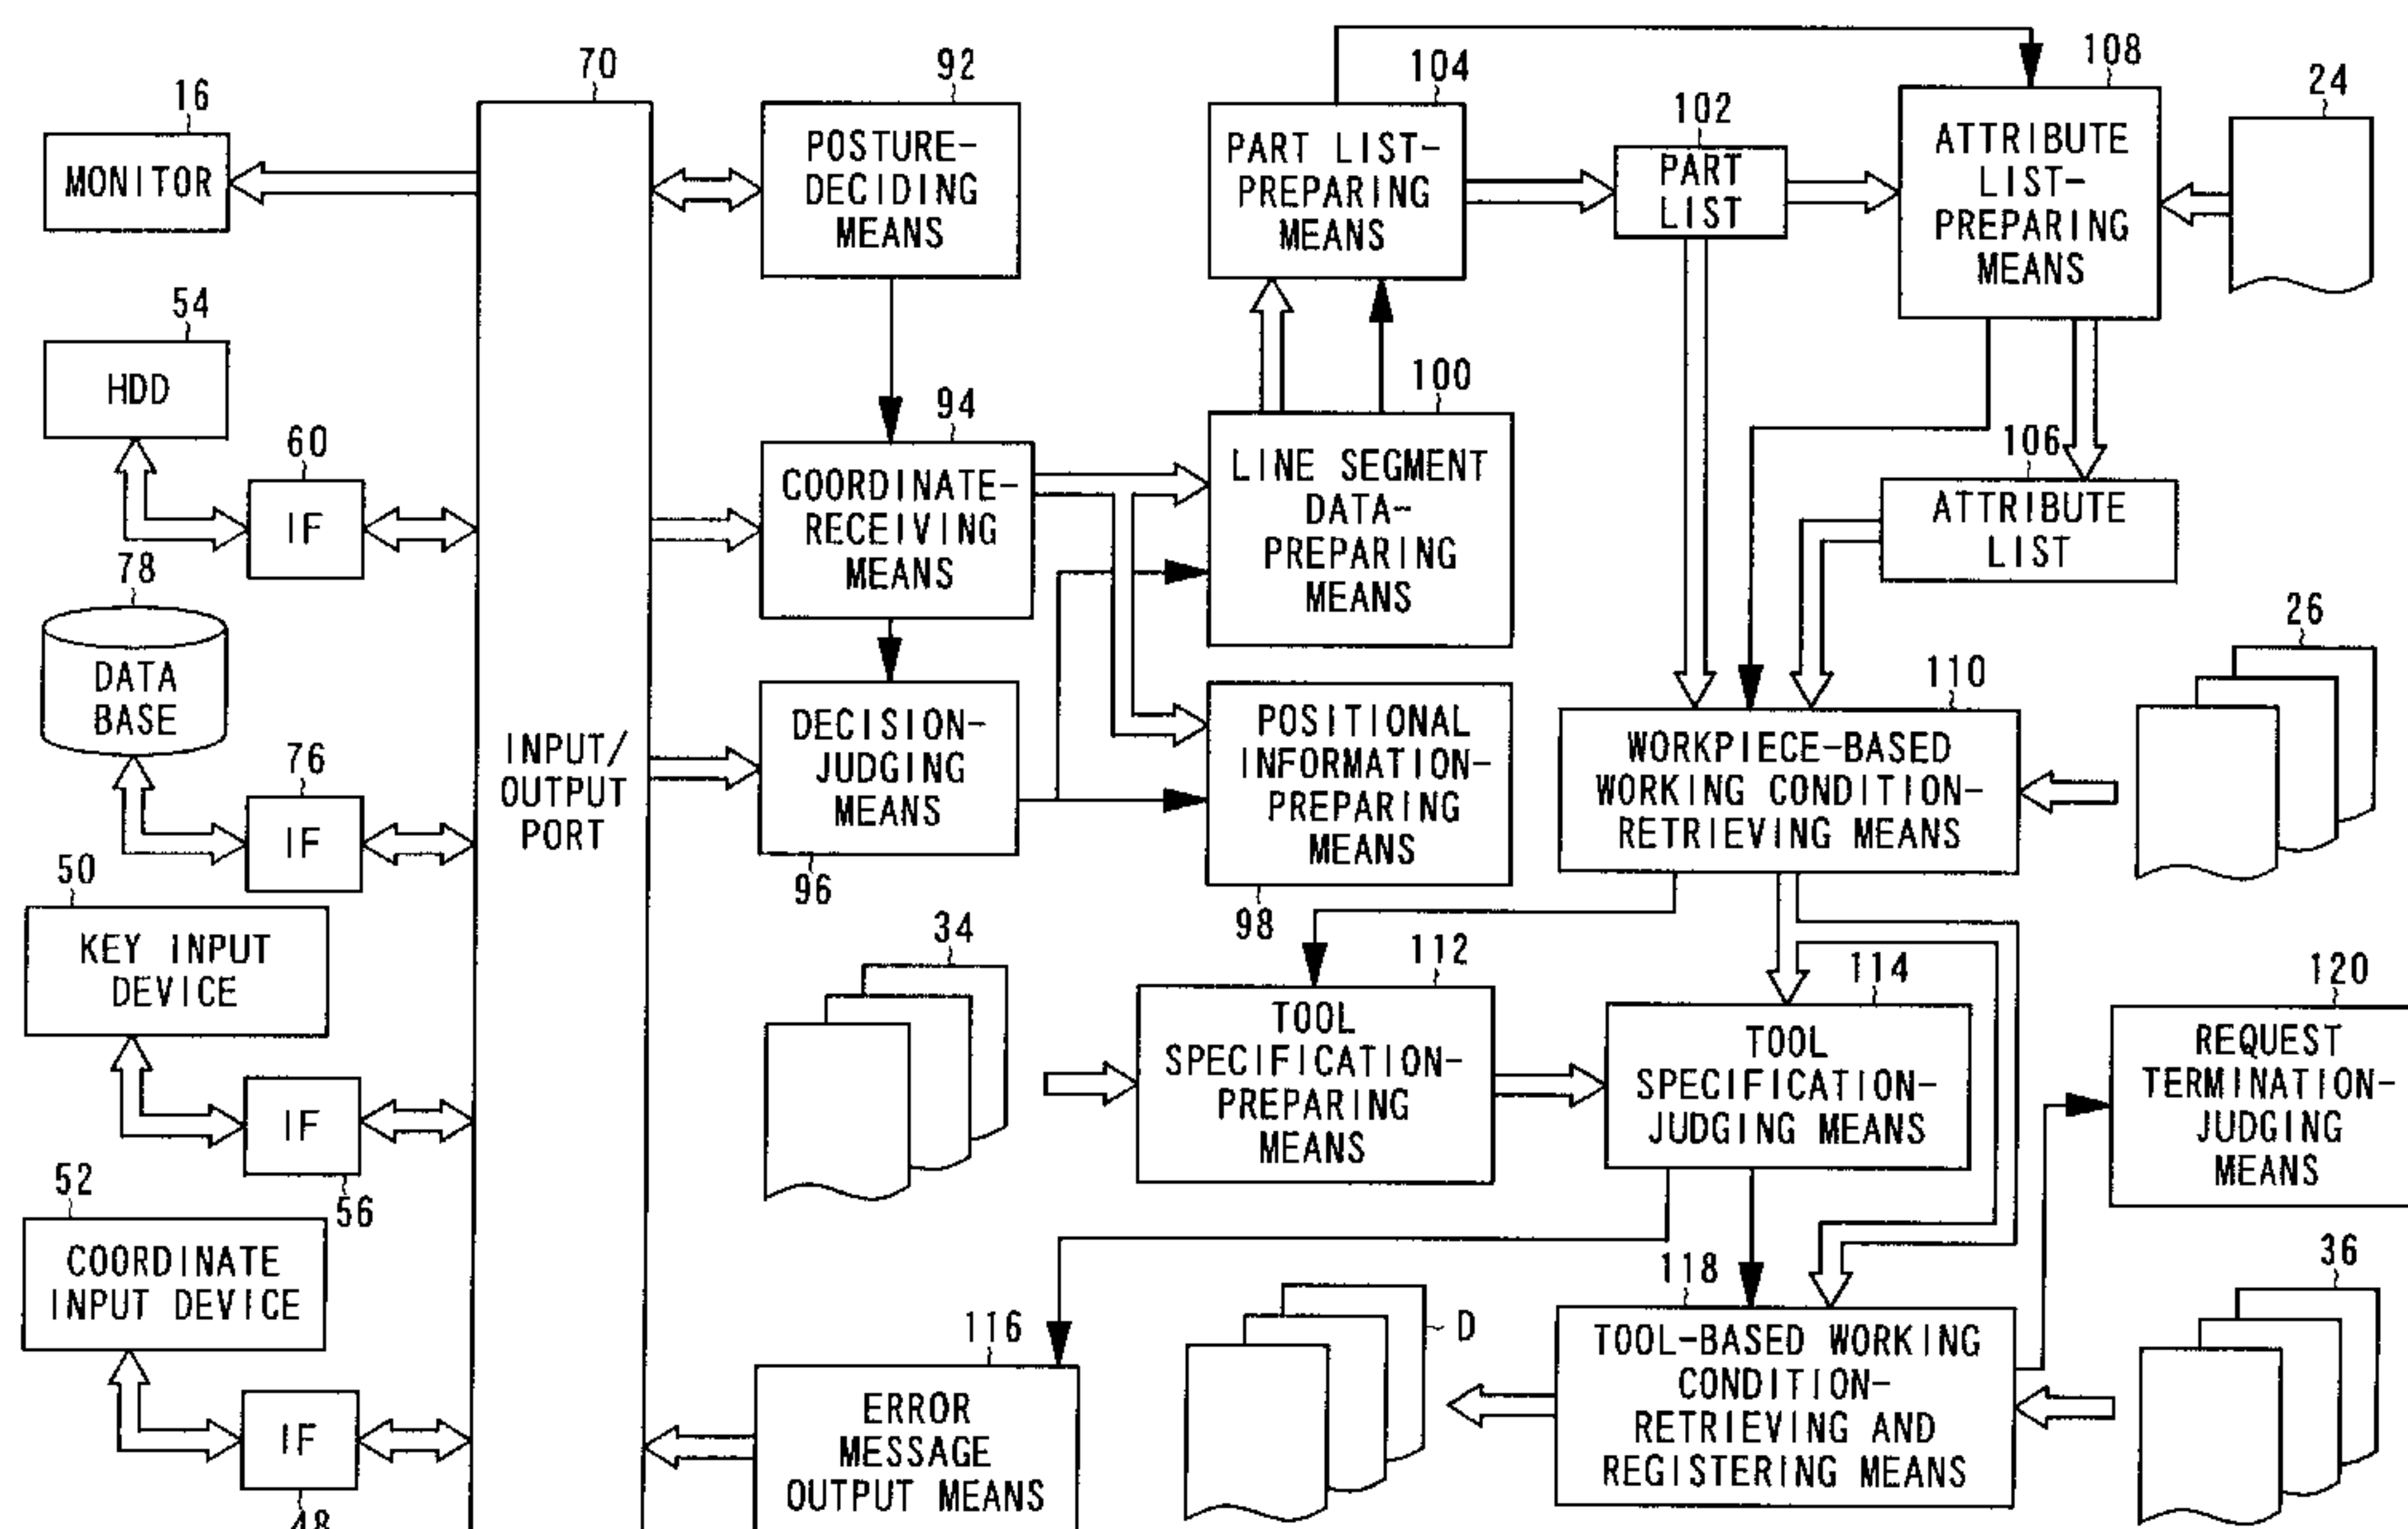 16
MONITOR
54
HDD
60
IF
78
DATA
BASE
76
IF
50
KEY INPUT
DEVICE
IF
56
52
COORDINATE
INPUT DEVICE
IF
48
70
INPUT/
OUTPUT
PORT
92
POSTURE-
DECIDING
MEANS
94
COORDINATE-
RECEIVING
MEANS
DECISION-
JUDGING
MEANS
96
104
PART LIST-
PREPARING
MEANS
100
LINE SEGMENT
DATA-
PREPARING
MEANS
POSITIONAL
INFORMATION-
PREPARING
MEANS
98
102
PART
LIST
108
ATTRIBUTE
LIST-
PREPARING
MEANS
24
106
ATTRIBUTE
LIST
26
110
WORKPIECE-BASED
WORKING CONDITION-
RETRIEVING MEANS
34
112
TOOL
SPECIFICATION-
PREPARING
MEANS
114
TOOL
SPECIFICATION-
JUDGING MEANS
120
REQUEST
TERMINATION-
JUDGING
MEANS
116
ERROR
MESSAGE
OUTPUT MEANS
D
118
TOOL-BASED WORKING
CONDITION-
RETRIEVING AND
REGISTERING MEANS
36